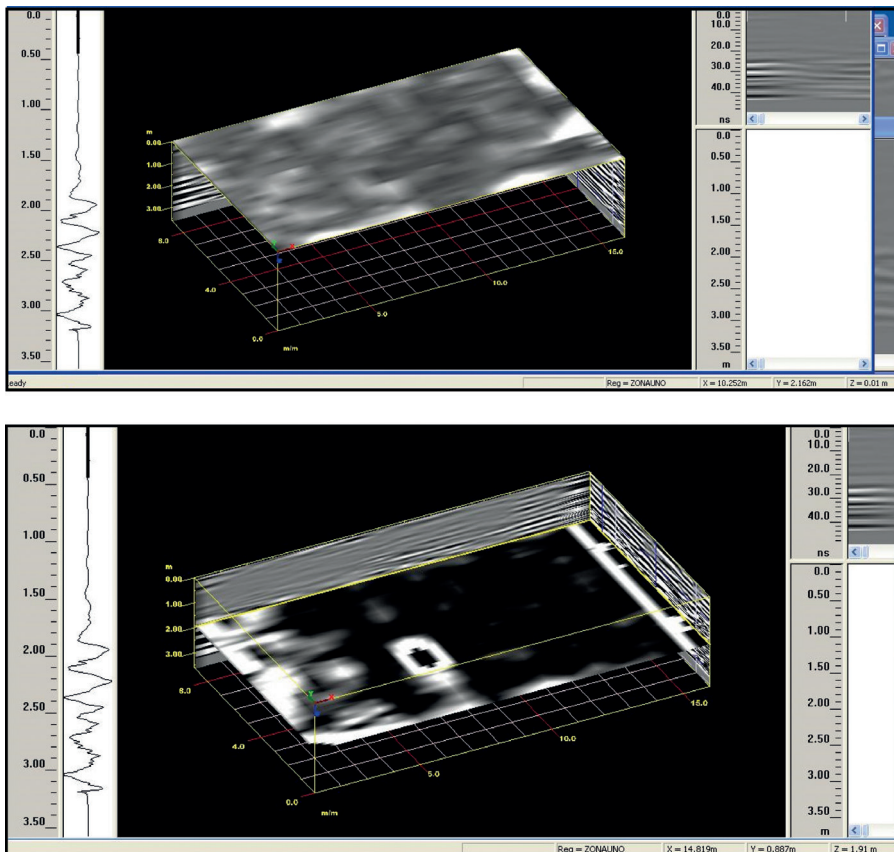 0.0
0.50
1.00
1.50
2.00
2.50
3.00
3.50
m
0.00
1.00
2.00
3.00
8.0
4.0
0.0
m/m
5.0
10.0
15.0
Y
X
0.0
10.0
20.0
30.0
40.0
ns
0.0
0.50
1.00
1.50
2.00
2.50
3.00
3.50
m
eady
Reg = ZONAUNO
X = 10.252m
Y = 2.162m
Z = 0.01 m
0.0
0.50
1.00
1.50
2.00
2.50
3.00
3.50
m
0.00
1.00
2.00
3.00
8.0
4.0
0.0
m/m
5.0
10.0
15.0
Y
X
0.0
10.0
20.0
30.0
40.0
ns
0.0
0.50
1.00
1.50
2.00
2.50
3.00
3.50
m
Reg = ZONAUNO
X = 14.819m
Y = 0.887m
Z = 1.91 m